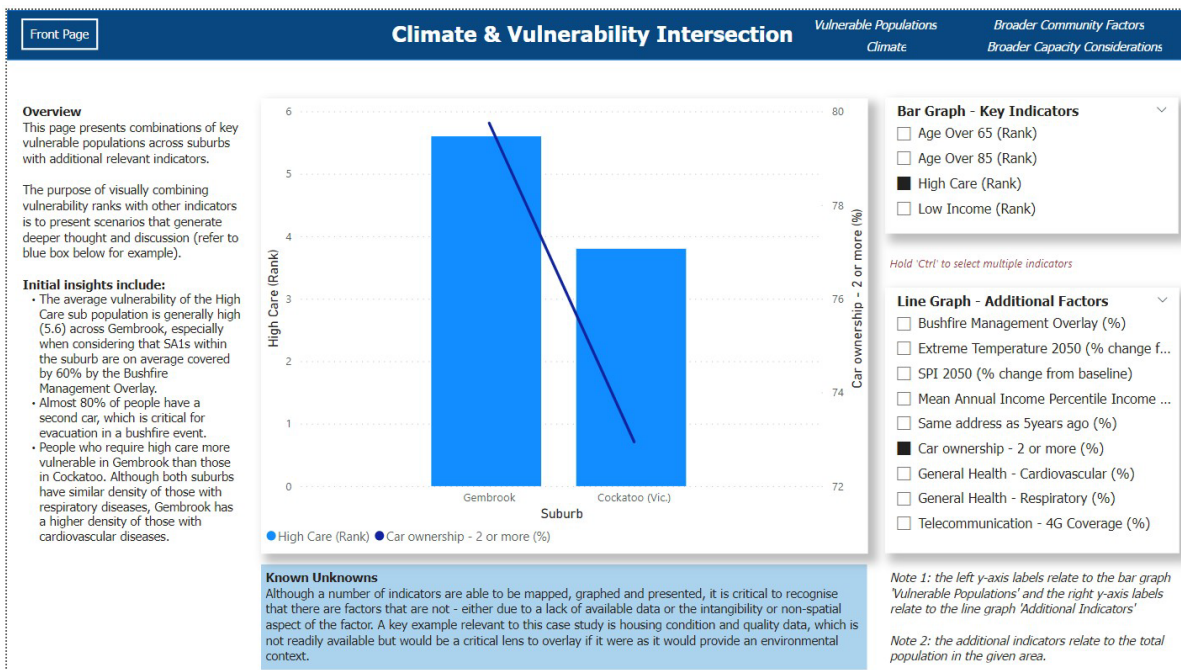 Front Page
Climate & Vulnerability Intersection
Vulnerable Populations
Broader Community Factors
Climate
Broader Capacity Considerations
Overview
This page presents combinations of key
vulnerable populations across suburbs
with additional relevant indicators.
The purpose of visually combining
vulnerability ranks with other indicators
is to present scenarios that generate
deeper thought and discussion (refer to
blue box below for example).
Initial insights include:
• The average vulnerability of the High
Care sub population is generally high
(5.6) across Gembrook, especially
when considering that SA1s within
the suburb are on average covered
by 60% by the Bushfire
Management Overlay.
• Almost 80% of people have a
second car, which is critical for
evacuation in a bushfire event.
• People who require high care more
vulnerable in Gembrook than those
in Cockatoo. Although both suburbs
have similar density of those with
respiratory diseases, Gembrook has
a higher density of those with
cardiovascular diseases.
High Care (Rank)
6
5
4
3
2
1
0
80
78
76
74
72
Car ownership - 2 or more (%)
Gembrook
Cockatoo (Vic.)
Suburb
High Care (Rank)
Car ownership - 2 or more (%)
Known Unknowns
Although a number of indicators are able to be mapped, graphed and presented, it is critical to recognise
that there are factors that are not - either due to a lack of available data or the intangibility or non-spatial
aspect of the factor. A key example relevant to this case study is housing condition and quality data, which is
not readily available but would be a critical lens to overlay if it were as it would provide an environmental
context.
Bar Graph - Key Indicators
Age Over 65 (Rank)
Age Over 85 (Rank)
High Care (Rank)
Low Income (Rank)
Hold 'Ctrl' to select multiple indicators
Line Graph - Additional Factors
Bushfire Management Overlay (%)
Extreme Temperature 2050 (% change f...
SPI 2050 (% change from baseline)
Mean Annual Income Percentile Income ...
Same address as 5years ago (%)
Car ownership - 2 or more (%)
General Health - Cardiovascular (%)
General Health - Respiratory (%)
Telecommunication - 4G Coverage (%)
Note 1: the left y-axis labels relate to the bar graph
'Vulnerable Populations' and the right y-axis labels
relate to the line graph 'Additional Indicators'
Note 2: the additional indicators relate to the total
population in the given area.